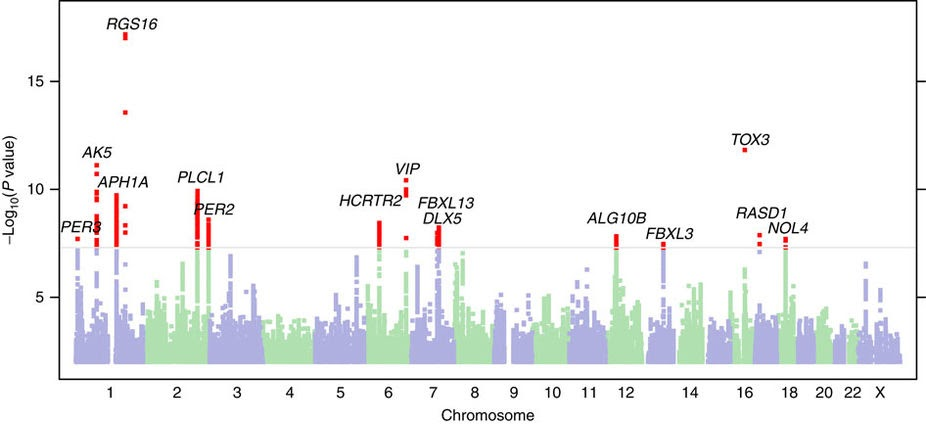 RGS16
15
TOX3
AK5
VIP
APH1A
PLCL1
10
HCRTR2
FBXL13
PER2
RASD1
DLX5
ALG10B
PER3
NOL4
FBXL3
5
−Log10(P value)
1 2 3 4 5 6 7 8 9 10 11 12 14 16 18 20 22 X
Chromosome